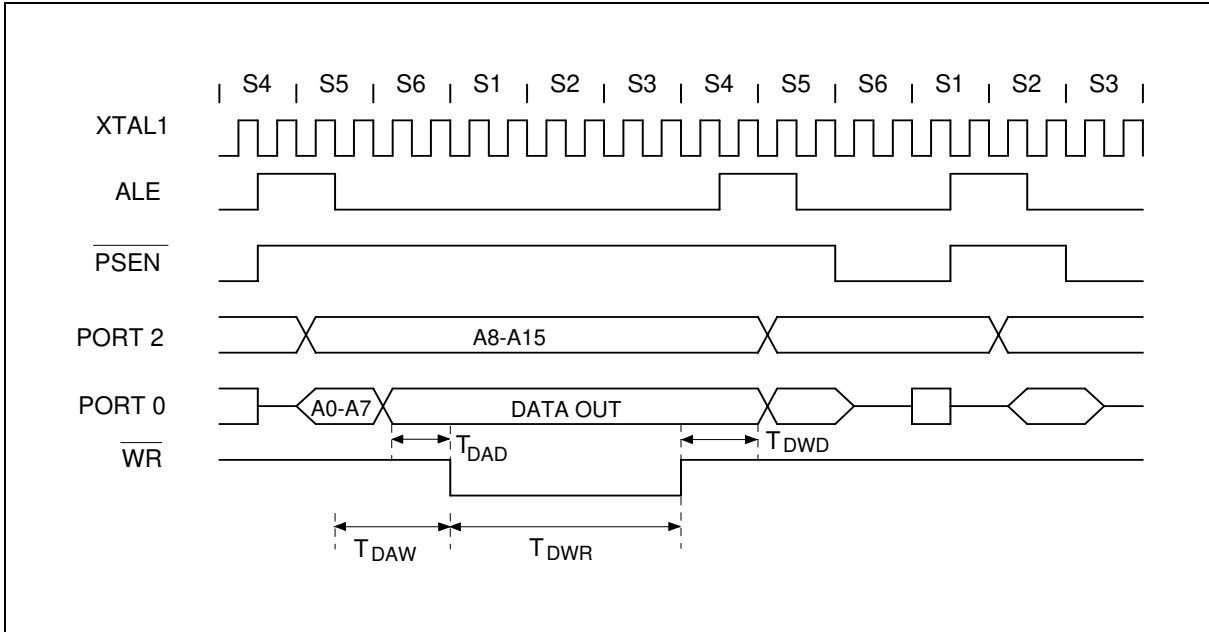 S4 S5 S6 S1 S2 S3 S4 S5 S6 S1 S2 S3
XTAL1
ALE
PSEN
PORT 2 A8-A15
PORT 0 A0-A7 DATA OUT
TDAD TDWD
WR
TDAW TDWR